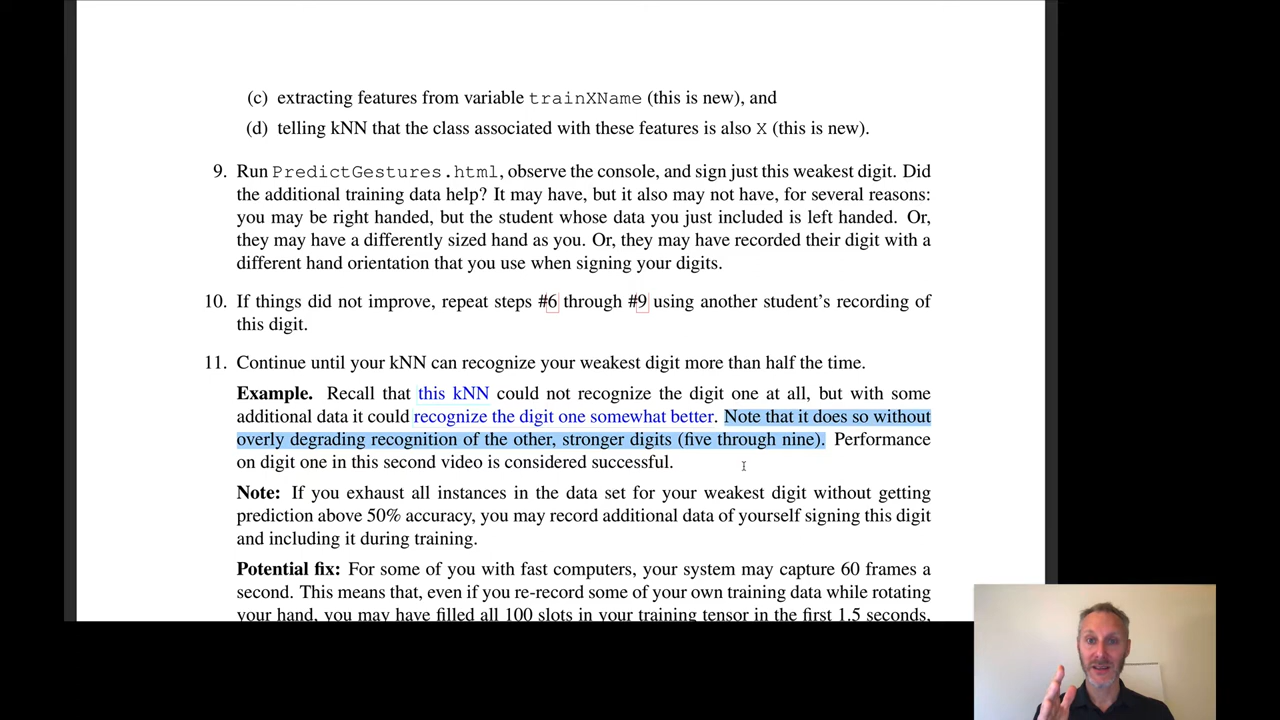 (c) extracting features from variable trainXName (this is new), and
(d) telling kNN that the class associated with these features is also X (this is new).
9. Run PredictGestures.html, observe the console, and sign just this weakest digit. Did
the additional training data help? It may have, but it also may not have, for several reasons:
you may be right handed, but the student whose data you just included is left handed. Or,
they may have a differently sized hand as you. Or, they may have recorded their digit with a
different hand orientation that you use when signing your digits.
10. If things did not improve, repeat steps #6 through #9 using another student's recording of
this digit.
11. Continue until your kNN can recognize your weakest digit more than half the time.
Example. Recall that this kNN could not recognize the digit one at all, but with some
additional data it could recognize the digit one somewhat better. Note that it does so without
overly degrading recognition of the other, stronger digits (five through nine). Performance
on digit one in this second video is considered successful.
Note: If you exhaust all instances in the data set for your weakest digit without getting
prediction above 50% accuracy, you may record additional data of yourself signing this digit
and including it during training.
Potential fix: For some of you with fast computers, your system may capture 60 frames a
second. This means that, even if you re-record some of your own training data while rotating
your hand, you may have filled all 100 slots in your training tensor in the first 1.5 seconds,